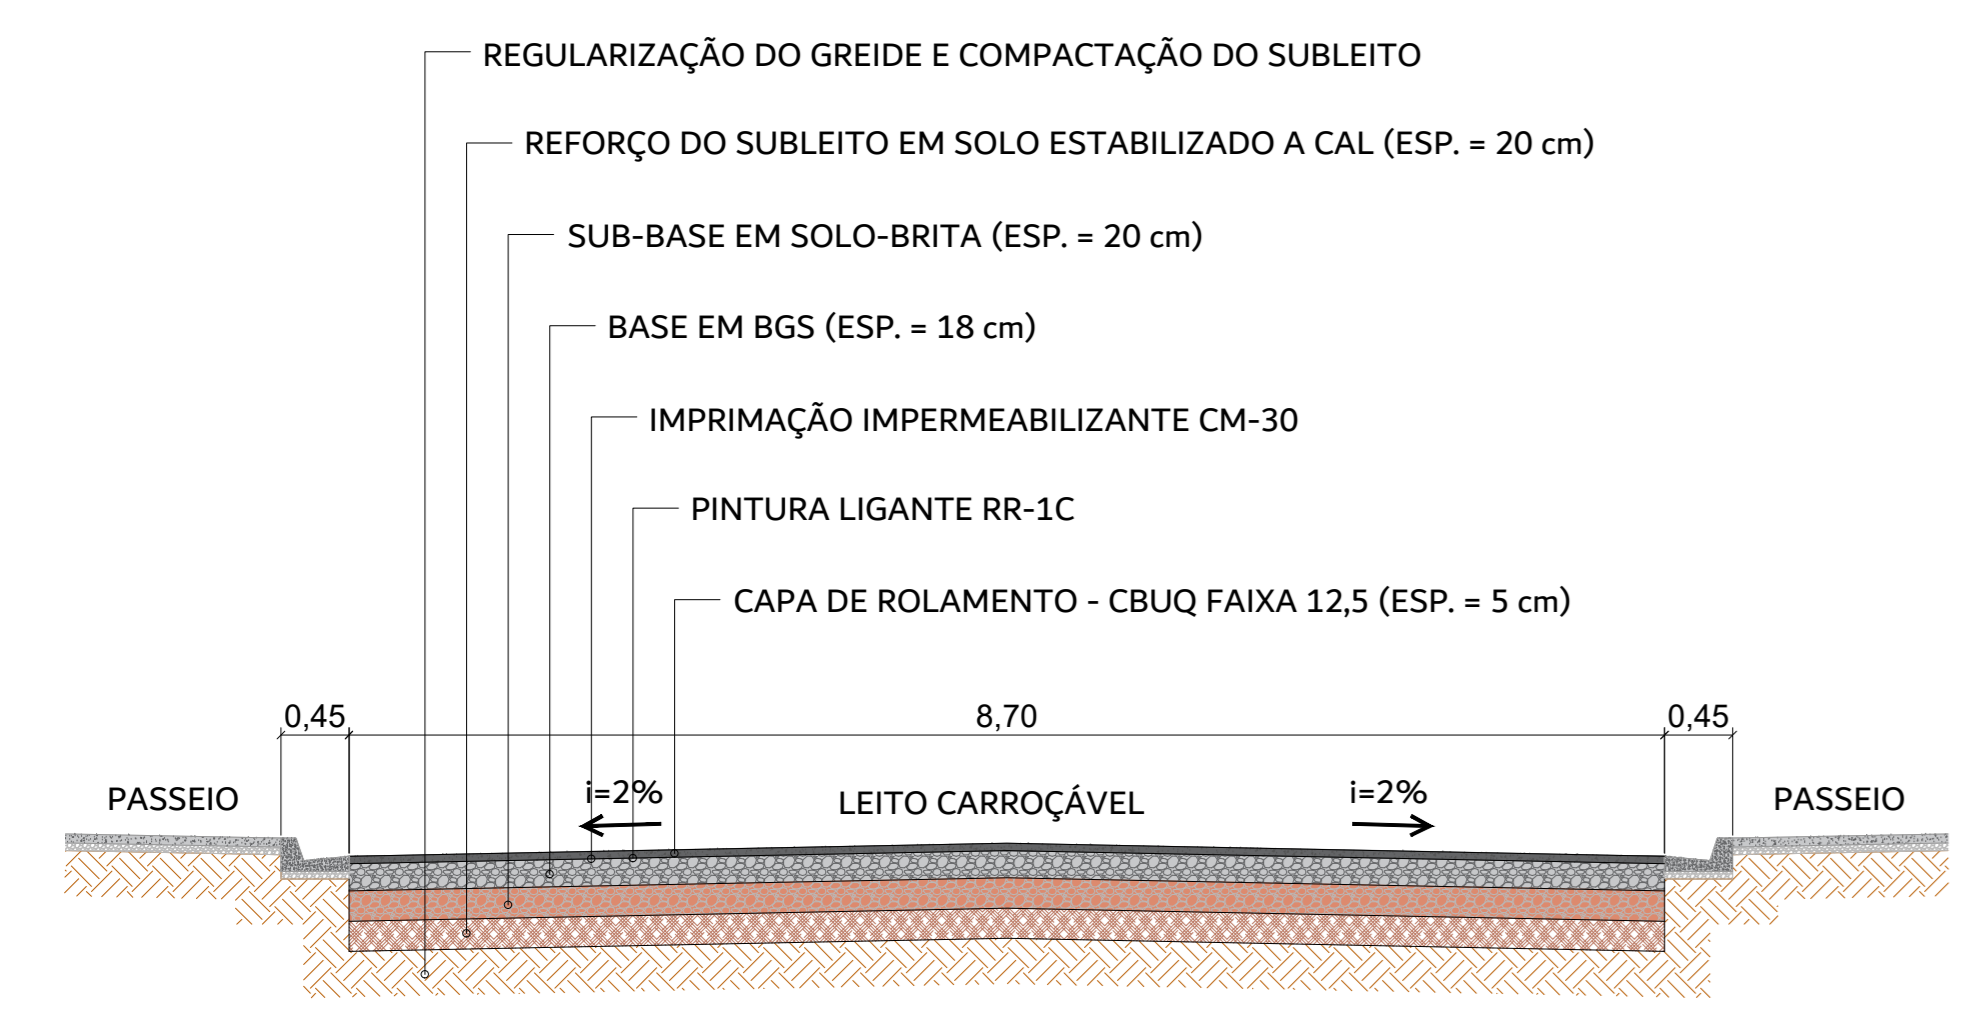 REGULARIZAÇÃO DO GREIDE E COMPACTAÇÃO DO SUBLEITO
REFORÇO DO SUBLEITO EM SOLO ESTABILIZADO A CAL (ESP. = 20 cm)
SUB-BASE EM SOLO-BRITA (ESP. = 20 cm)
BASE EM BGS (ESP. = 18 cm)
IMPRIMAÇÃO IMPERMEABILIZANTE CM-30
PINTURA LIGANTE RR-1C
CAPA DE ROLAMENTO - CBUQ FAIXA 12,5 (ESP. = 5 cm)
0,45 8,70 0,45
PASSEIO i=2% LEITO CARROÇÁVEL i=2% PASSEIO